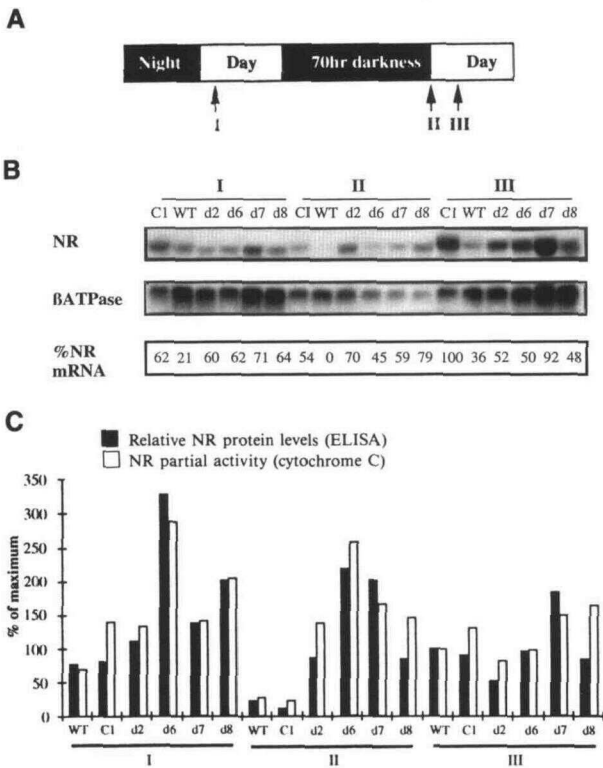 A
Night Day 70hr darkness Day
I II III
B
I II III
C1 WT d2 d6 d7 d8 CI WT d2 d6 d7 d8 C1 WT d2 d6 d7 d8
NR
ßATPase
%NR
mRNA
62 21 60 62 71 64 54 0 70 45 59 79 100 36 52 50 92 48
C
Relative NR protein levels (ELISA)
NR partial activity (cytochrome C)
% of maximum
350
300
250
200
150
100
50
0
WT C1 d2 d6 d7 d8 WT C1 d2 d6 d7 d8 WT C1 d2 d6 d7 d8
I II III